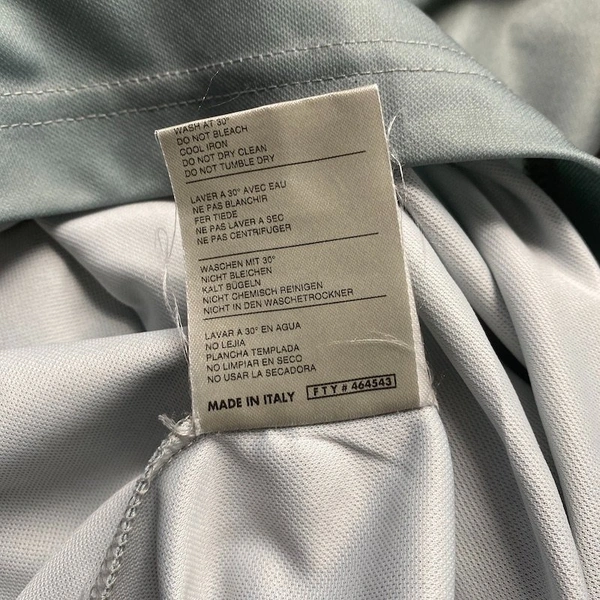 WASH AT 30°
DO NOT BLEACH
COOL IRON
DO NOT DRY CLEAN
DO NOT TUMBLE DRY
LAVER A 30° AVEC EAU
NE PAS BLANCHIR
FER TIEDE
NE PAS LAVER A SEC
NE PAS CENTRIFUGER
WASCHEN MIT 30°
NICHT BLEICHEN
KALT BÜGELN
NICHT CHEMISCH REINIGEN
NICHT IN DEN WASCHETROCKNER
LAVAR A 30° EN AGUA
NO LEJIA
PLANCHA TEMPLADA
NO LIMPIAR EN SECO
NO USAR LA SECADORA
MADE IN ITALY FTY # 464543